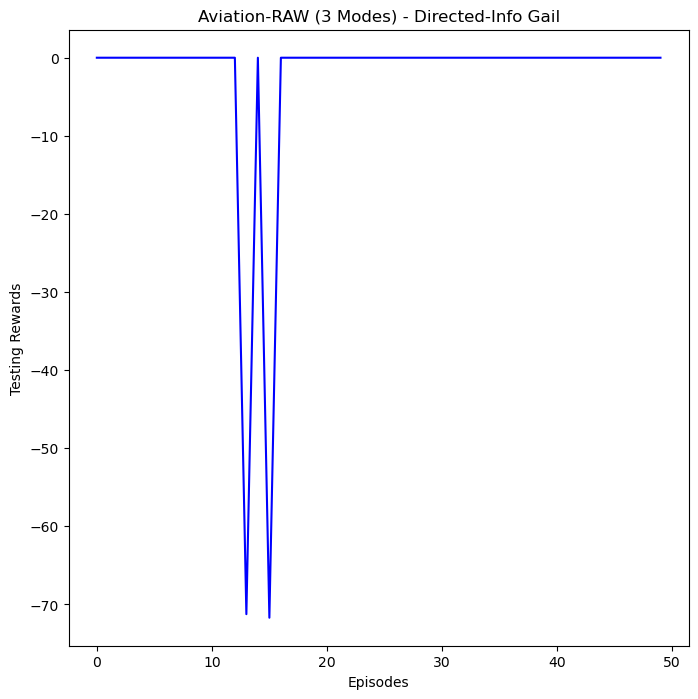 Aviation-RAW (3 Modes) - Directed-Info Gail
0
−10
−20
−30
−40
−50
−60
−70
Testing Rewards
0 10 20 30 40 50
Episodes